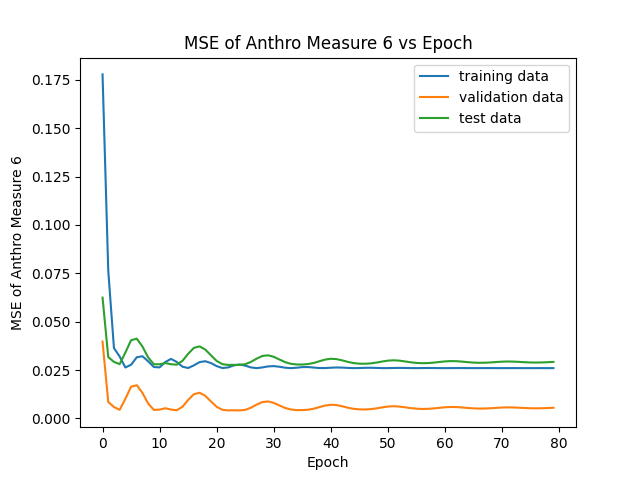 MSE of Anthro Measure 6 vs Epoch
training data
validation data
test data
MSE of Anthro Measure 6
0.175
0.150
0.125
0.100
0.075
0.050
0.025
0.000
0
10
20
30
40
50
60
70
80
Epoch